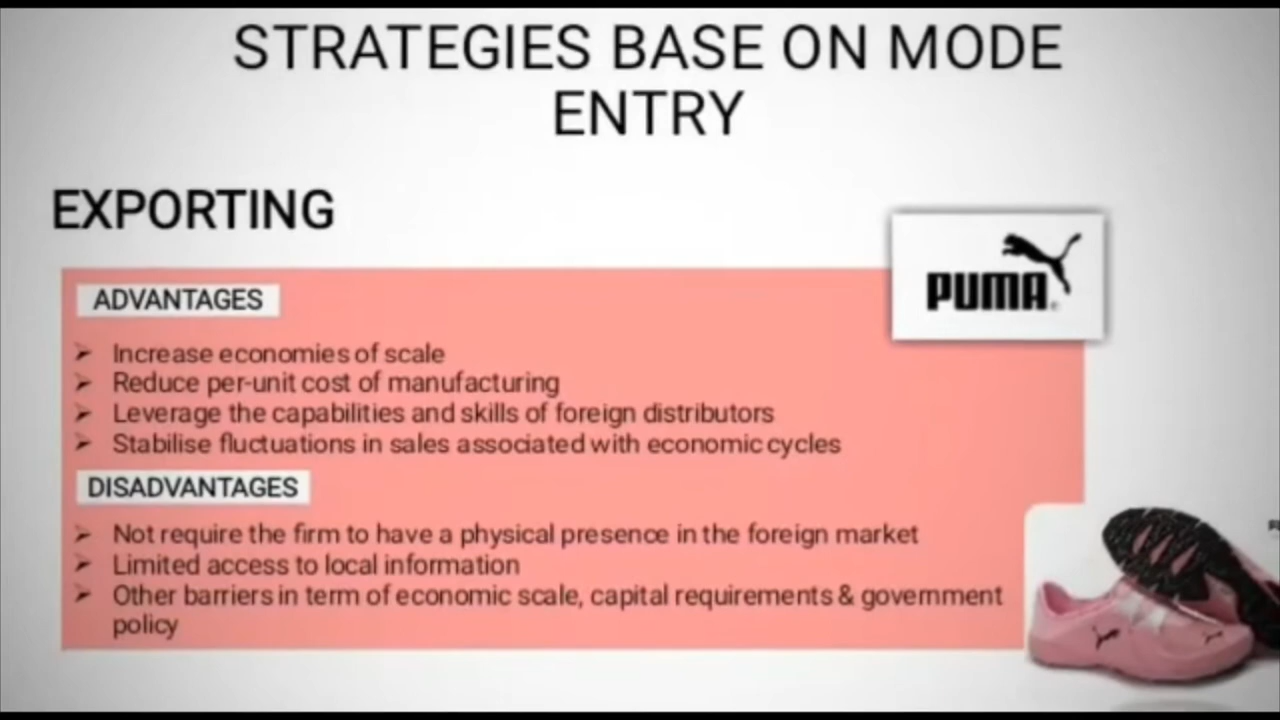 STRATEGIES BASE ON MODE
ENTRY
EXPORTING
PUMA
ADVANTAGES
➤ Increase economies of scale
➤ Reduce per-unit cost of manufacturing
➤ Leverage the capabilities and skills of foreign distributors
➤ Stabilise fluctuations in sales associated with economic cycles
DISADVANTAGES
➤ Not require the firm to have a physical presence in the foreign market
➤ Limited access to local information
➤ Other barriers in term of economic scale, capital requirements & government
policy